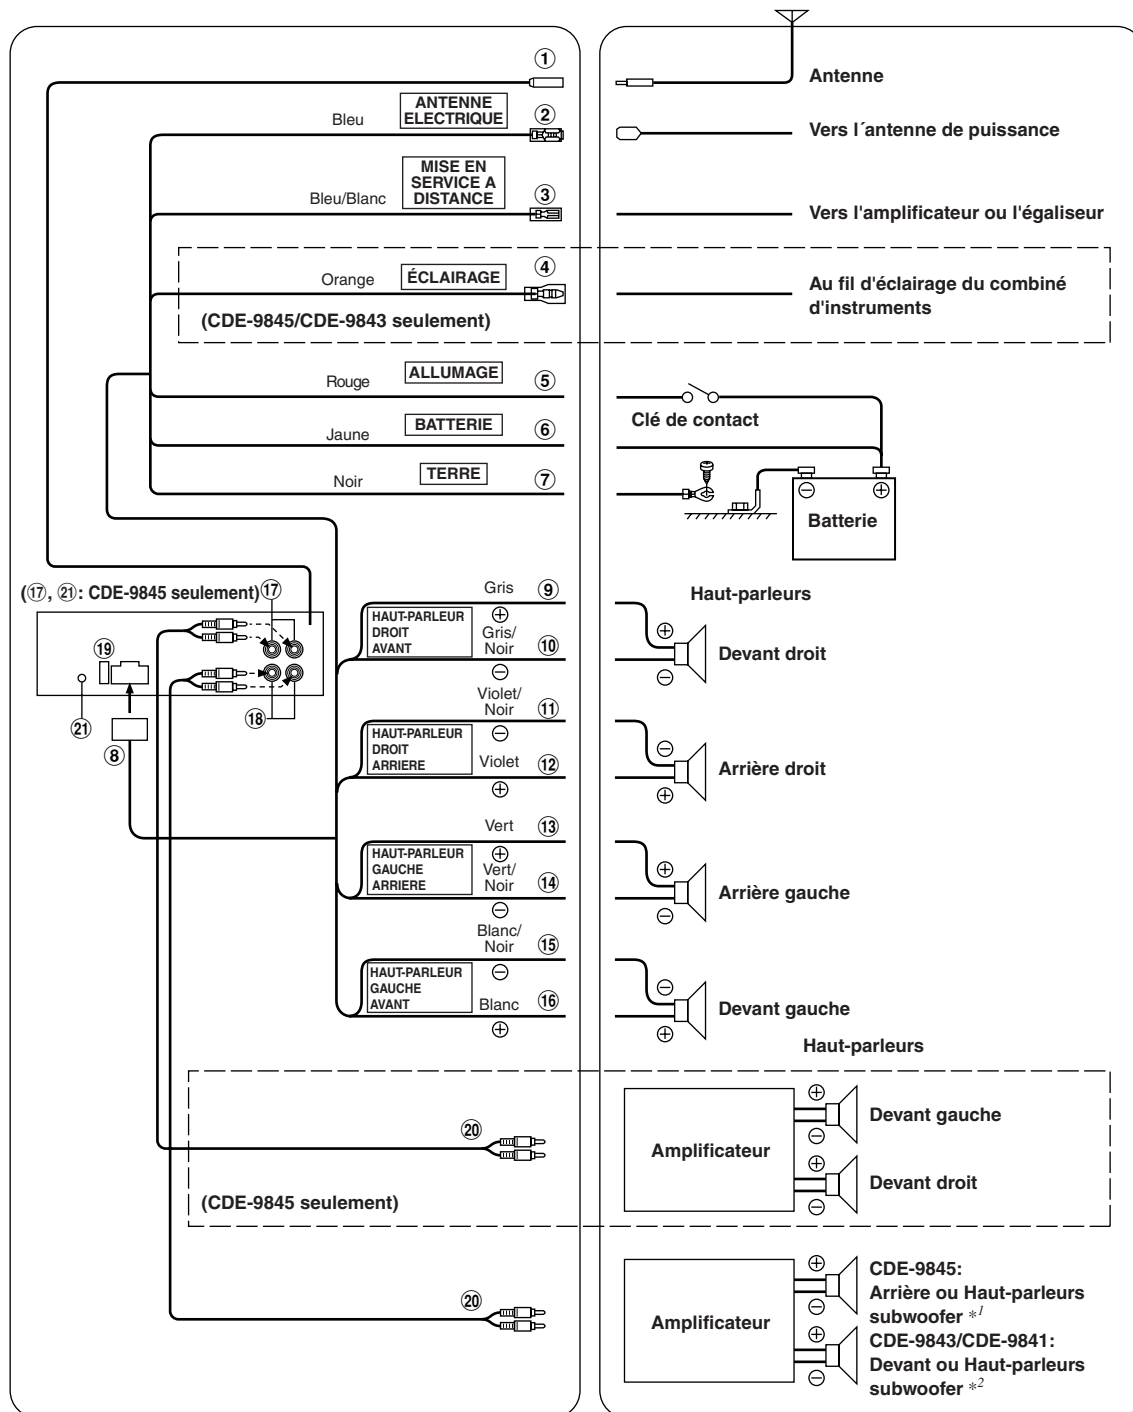 ①
Antenne
ANTENNE
ELECTRIQUE
Bleu
②
Vers l´antenne de puissance
MISE EN
SERVICE A
DISTANCE
Bleu/Blanc
③
Vers l'amplificateur ou l'égaliseur
Orange
ÉCLAIRAGE
④
Au fil d'éclairage du combiné
d'instruments
(CDE-9845/CDE-9843 seulement)
Rouge
ALLUMAGE
⑤
Clé de contact
Jaune
BATTERIE
⑥
Noir
TERRE
⑦
⊖ ⊕
Batterie
(⑰, ㉑: CDE-9845 seulement)
⑰
⑲
㉑
⑧
⑱
Haut-parleurs
Gris
⑨
HAUT-PARLEUR
DROIT
AVANT
⊕
Gris/
Noir
⑩
⊖
⊕
⊖
Devant droit
Violet/
Noir
⑪
HAUT-PARLEUR
DROIT
ARRIERE
⊖
Violet
⑫
⊕
⊖
⊕
Arrière droit
Vert
⑬
HAUT-PARLEUR
GAUCHE
ARRIERE
⊕
Vert/
Noir
⑭
⊖
⊕
⊖
Arrière gauche
Blanc/
Noir
⑮
HAUT-PARLEUR
GAUCHE
AVANT
⊖
Blanc
⑯
⊕
⊖
⊕
Devant gauche
Haut-parleurs
⑳
Amplificateur
⊕
⊖
Devant gauche
⊕
⊖
Devant droit
(CDE-9845 seulement)
⑳
Amplificateur
⊕
⊖
⊕
⊖
CDE-9845:
Arrière ou Haut-parleurs
subwoofer *1
CDE-9843/CDE-9841:
Devant ou Haut-parleurs
subwoofer *2